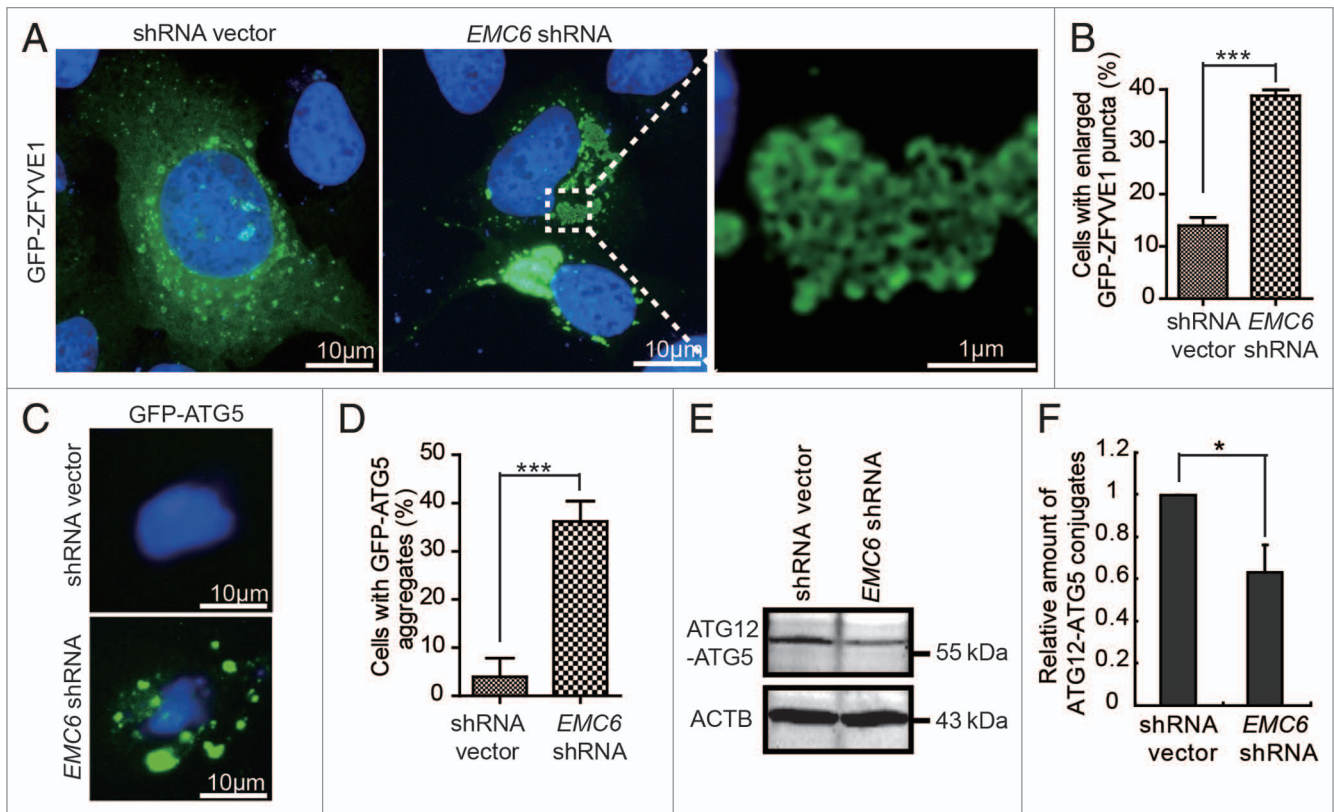 A
shRNA vector
EMC6 shRNA
GFP-ZFYVE1
10μm
10μm
1μm
B
Cells with enlarged
GFP-ZFYVE1 puncta (%)
***
40
30
20
10
0
shRNA
vector
EMC6
shRNA
C
GFP-ATG5
shRNA vector
10μm
EMC6 shRNA
10μm
D
Cells with GFP-ATG5
aggregates (%)
***
50
40
30
20
10
0
shRNA
vector
EMC6
shRNA
E
shRNA vector
EMC6 shRNA
ATG12
-ATG5
55 kDa
ACTB
43 kDa
F
Relative amount of
ATG12-ATG5 conjugates
*
1.2
1
0.8
0.6
0.4
0.2
0
shRNA
vector
EMC6
shRNA